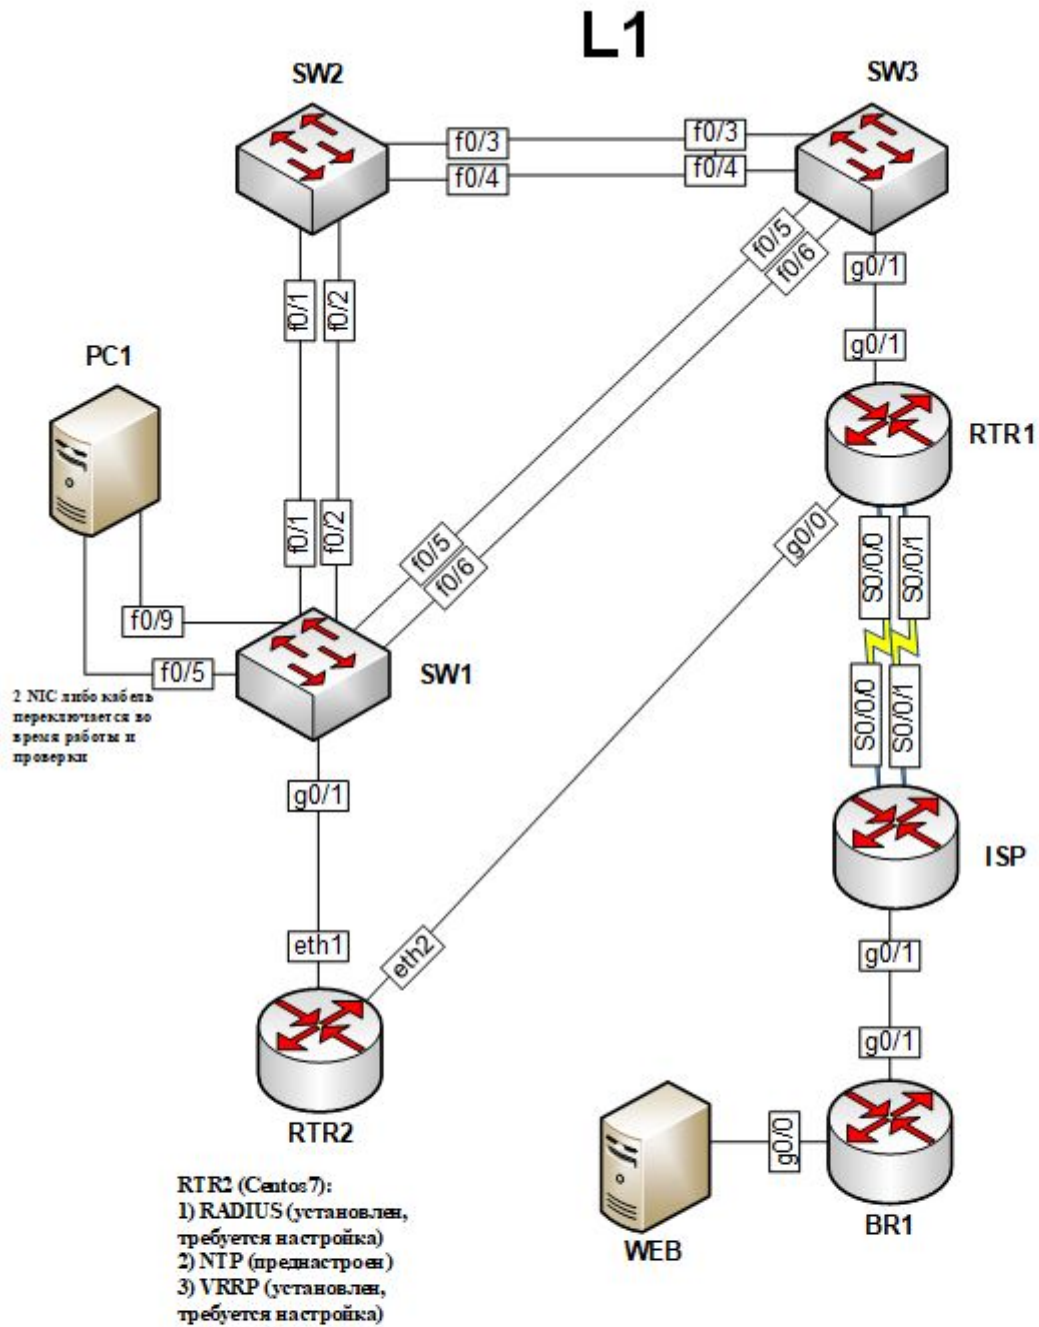 L1
SW2
SW3
f0/3
f0/3
f0/4
f0/4
f0/5
f0/6
g0/1
f0/1
f0/2
g0/1
PC1
RTR1
f0/1
f0/2
g0/0
S0/0/0
S0/0/1
f0/5
f0/6
f0/9
f0/5
SW1
2 NIC либо кабель
переключается во
время работы и
проверки
S0/0/0
S0/0/1
g0/1
ISP
eth1
eth2
g0/1
g0/1
RTR2
g0/0
WEB
BR1
RTR2 (Centos7):
1) RADIUS (установлен,
требуется настройка)
2) NTP (преднастроен)
3) VRRP (установлен,
требуется настройка)